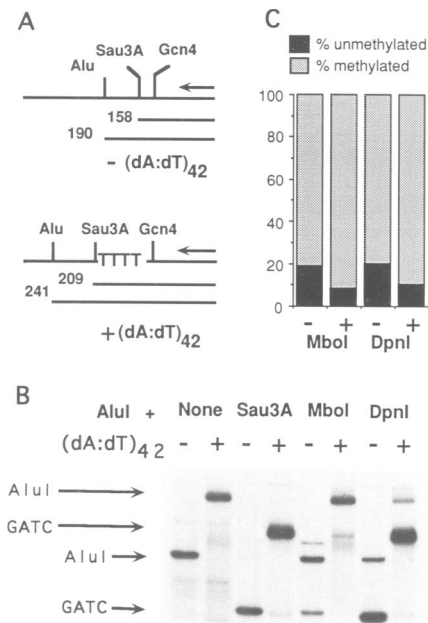 A
Sau3A Gcn4
Alu
158
190
- (dA:dT)42
Alu Sau3A Gcn4
209
241
+ (dA:dT)42
C
% unmethylated
% methylated
100
80
60
40
20
0
- + - +
MboI DpnI
B
AluI + None Sau3A MboI DpnI
(dA:dT)42 - + - + - + - +
AluI
GATC
AluI
GATC